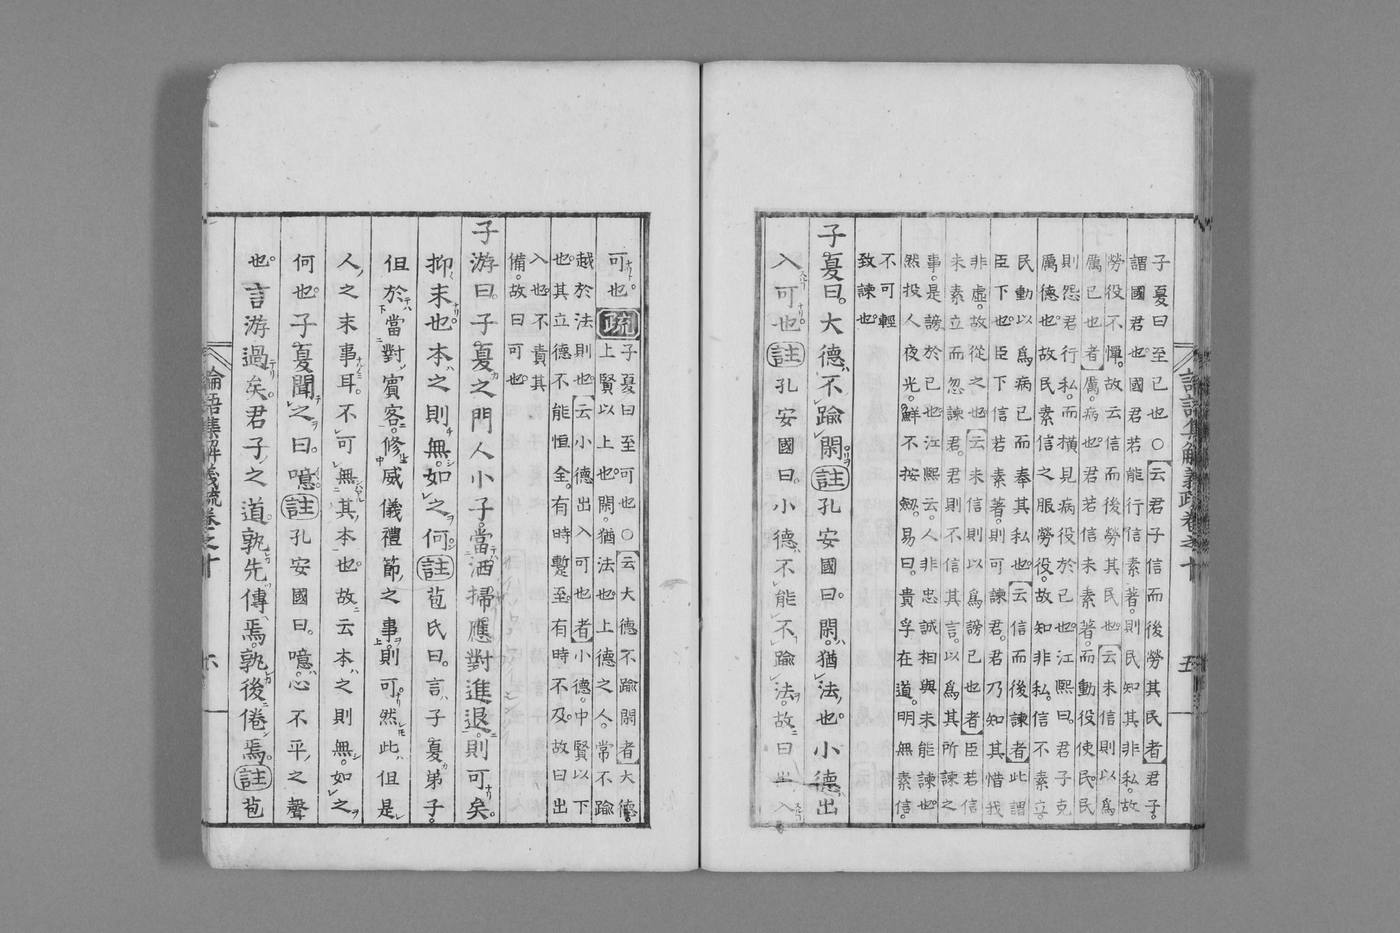 子夏曰至已也○云君子信而後勞其民者君子
謂國君也國君若能行信素著則民知其非私故
勞役不憚故云信而後勞其民也云未信則以爲
厲已也者厲病也君若信未素著而動役使民民
則怨君行私而橫見病役於已也江熙曰君子克
厲德也故民素信之服勞役故知非私信不素立
民動以爲病已而奉其私也云信而後諫者此謂
臣下也臣下信若素著則可諫君君乃知其惜我
非虛故從之也云未信則以爲謗已也者臣若信
未素立而忽諫君君則不信其言以爲其所諫之
事是謗於已也江熙云人非忠誠相與未能諫也
然投人夜光鮮不按劔易曰貴孚在道明無素信
不可輕
致諫也
子夏曰大德不踰閑註孔安國曰閑猶法也小德出
入可也註孔安國曰小德不能不踰法故曰出入
可也疏子夏曰至可也○云大德不踰閑者大德
上賢以上也閑猶法也上德之人常不踰
越於法則也云小德出入可也者小德中賢以下
也其立德不能恒全有時蹔至有時不及故曰出
入也不責其
備故曰可也
子游曰子夏之門人小子當洒掃應對進退則可矣
抑末也本之則無如之何註苞氏曰言子夏弟子
但於當對賓客修威儀禮節之事則可然此但是
人之末事耳不可無其本也故云本之則無如之
何也子夏聞之曰噫註孔安國曰噫心不平之聲
也言游過矣君子之道孰先傳焉孰後倦焉註苞
論語集解義疏卷之十